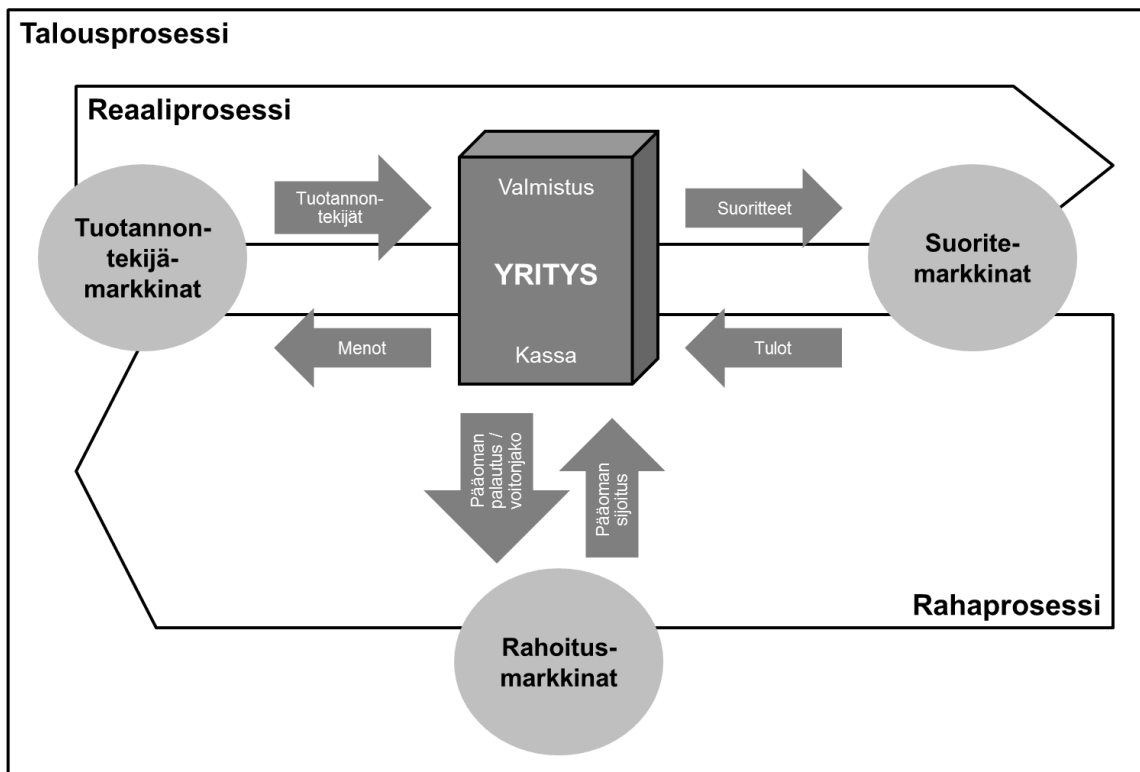 Talousprosessi
Reaaliprosessi
Tuotannon-
tekijä-
markkinat
Tuotannon-
tekijät
Valmistus
YRITYS
Kassa
Suoritteet
Suorite-
markkinat
Menot
Tulot
Pääoman
palautus /
voitonjako
Pääoman
sijoitus
Rahaprosessi
Rahoitus-
markkinat